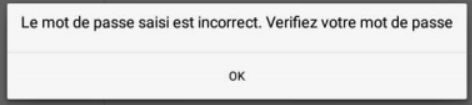 Le mot de passe saisi est incorrect. Verifiez votre mot de passe
OK